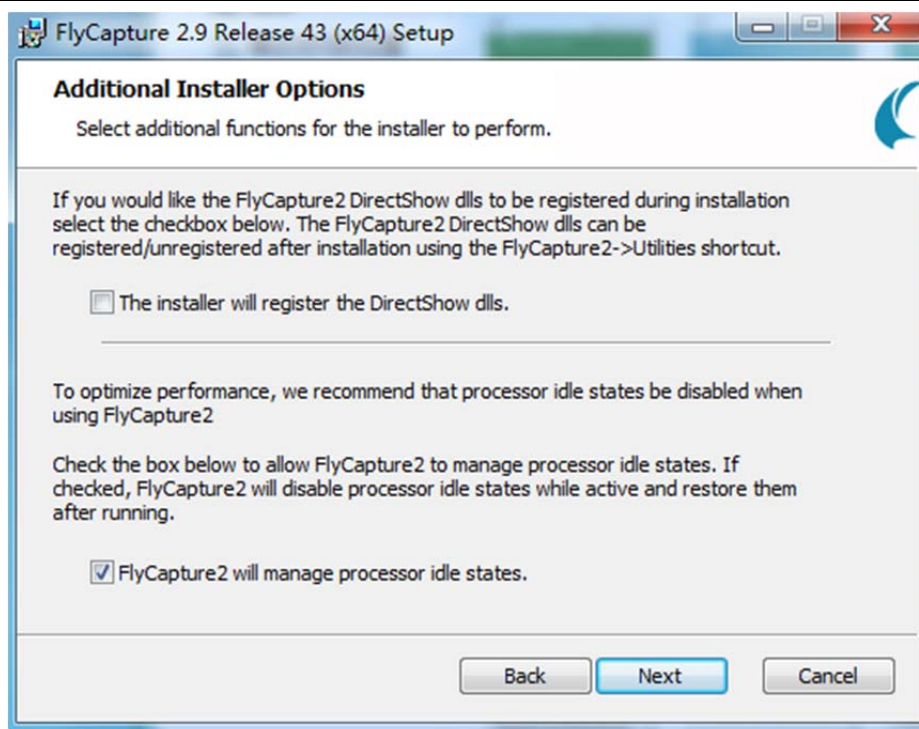 FlyCapture 2.9 Release 43 (x64) Setup
Additional Installer Options
Select additional functions for the installer to perform.
If you would like the FlyCapture2 DirectShow dlls to be registered during installation
select the checkbox below. The FlyCapture2 DirectShow dlls can be
registered/unregistered after installation using the FlyCapture2->Utilities shortcut.
The installer will register the DirectShow dlls.
To optimize performance, we recommend that processor idle states be disabled when
using FlyCapture2
Check the box below to allow FlyCapture2 to manage processor idle states. If
checked, FlyCapture2 will disable processor idle states while active and restore them
after running.
FlyCapture2 will manage processor idle states.
Back Next Cancel